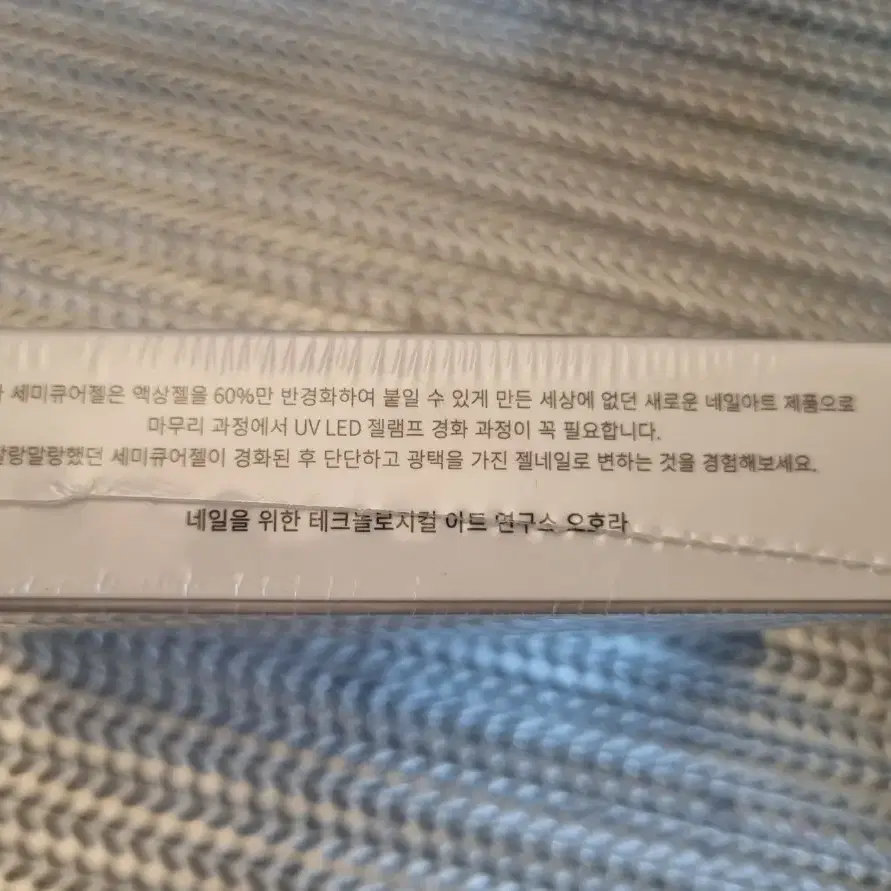 세미큐어젤은 액상젤을 60%만 반경화하여 붙일 수 있게 만든 세상에 없던 새로운 네일아트 제품으로
마무리 과정에서 UV LED 젤램프 경화 과정이 꼭 필요합니다.
말랑말랑했던 세미큐어젤이 경화된 후 단단하고 광택을 가진 젤네일로 변하는 것을 경험해보세요.
네일을 위한 테크놀로지컬 아트 연구소 오호라